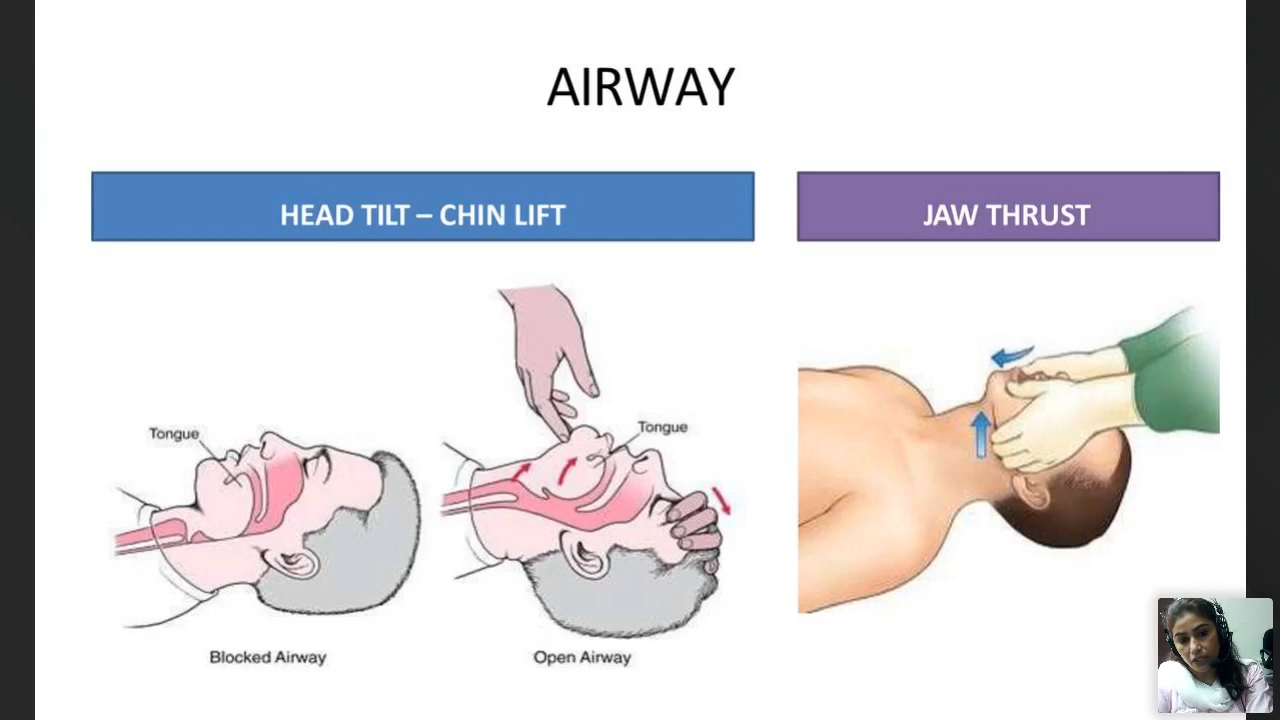 AIRWAY
HEAD TILT – CHIN LIFT
JAW THRUST
Tongue
Tongue
Blocked Airway
Open Airway